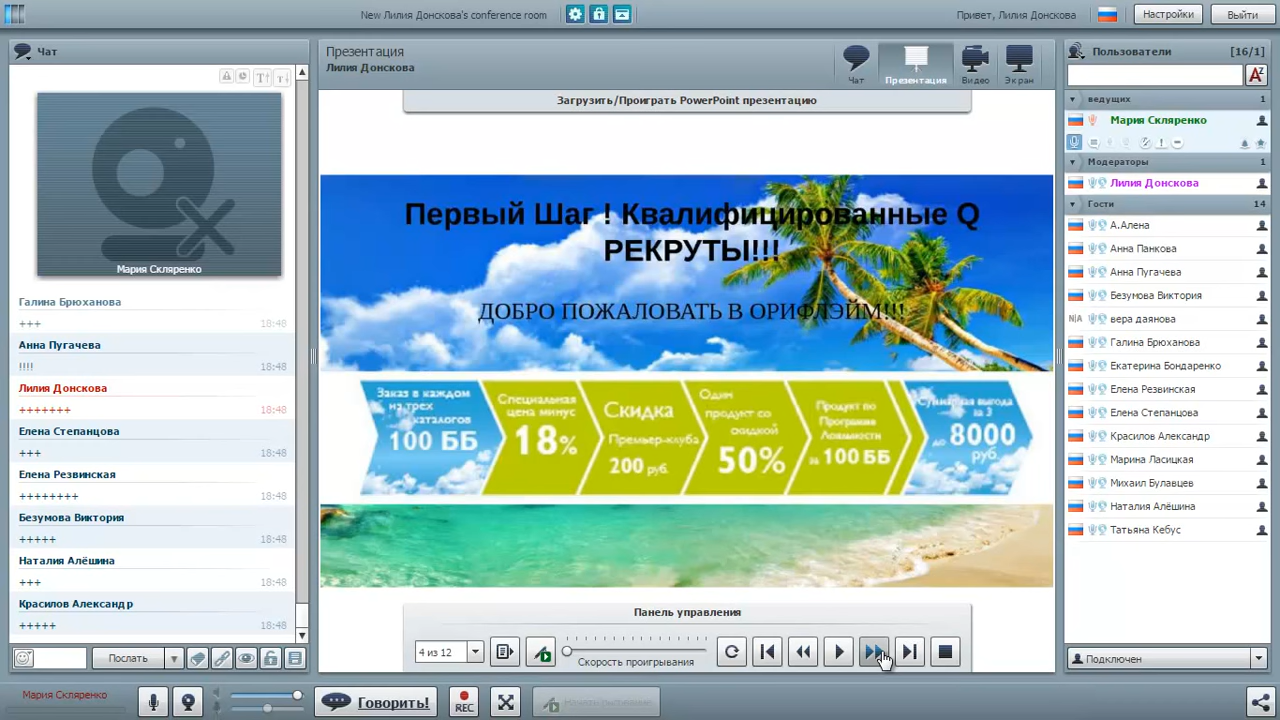 New Лилия Донскова's conference room
Привет, Лилия Донскова
Настройки
Выйти
Чат
Мария Скляренко
Галина Брюханова
+++ 18:48
Анна Пугачева
!!!! 18:48
Лилия Донскова
+++++++ 18:48
Елена Степанцова
+++ 18:48
Елена Резвинская
++++++++ 18:48
Безумова Виктория
+++++ 18:48
Наталия Алёшина
+++ 18:48
Красилов Александр
+++++ 18:48
Послать
Презентация
Лилия Донскова
Чат
Презентация
Видео
Экран
Загрузить/Проиграть PowerPoint презентацию
Первый Шаг ! Квалифицированные Q
РЕКРУТЫ!!!
ДОБРО ПОЖАЛОВАТЬ В ОРИФЛЭЙМ!!!
Заказ в каждом
из трех
каталогов
100 ББ
Специальная
цена минус
18%
Скидка
Премьер-клуба
200 руб.
Один
продукт со
скидкой
50%
Продукт по
Программе
Лояльности
за 100 ББ
Суммарная выгода
за 3
до 8000
руб.
Панель управления
4 из 12
Скорость проигрывания
Пользователи [16/1]
ведущих 1
Мария Скляренко
Модераторы 1
Лилия Донскова
Гости 14
А.Алена
Анна Панкова
Анна Пугачева
Безумова Виктория
N/A вера даянова
Галина Брюханова
Екатерина Бондаренко
Елена Резвинская
Елена Степанцова
Красилов Александр
Марина Ласицкая
Михаил Булавцев
Наталия Алёшина
Татьяна Кебус
Подключен
Мария Скляренко
Говорить!
REC